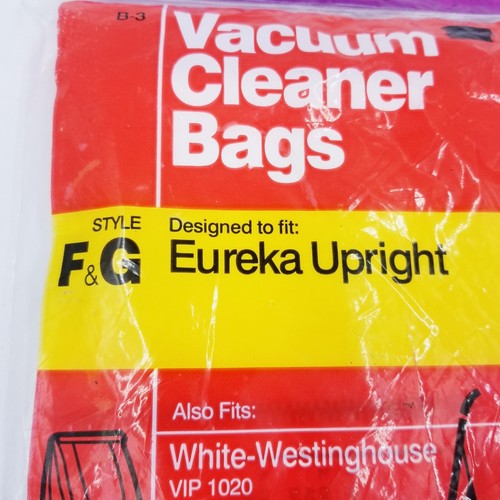 B-3
Vacuum
Cleaner
Bags
STYLE
F&G
Designed to fit:
Eureka Upright
Also Fits:
White-Westinghouse
VIP 1020